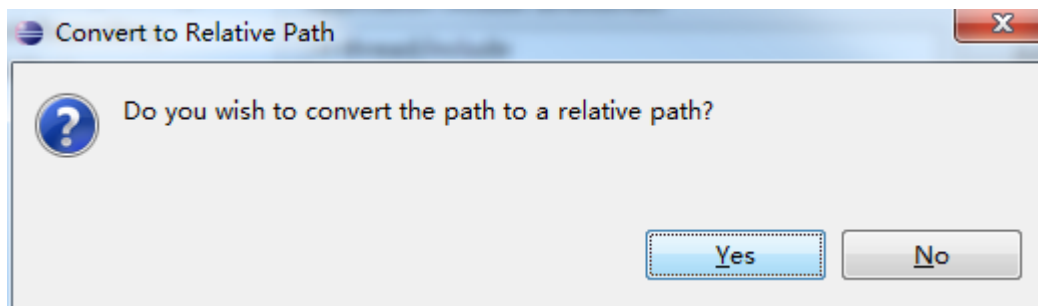 Convert to Relative Path
Do you wish to convert the path to a relative path?
Yes
No